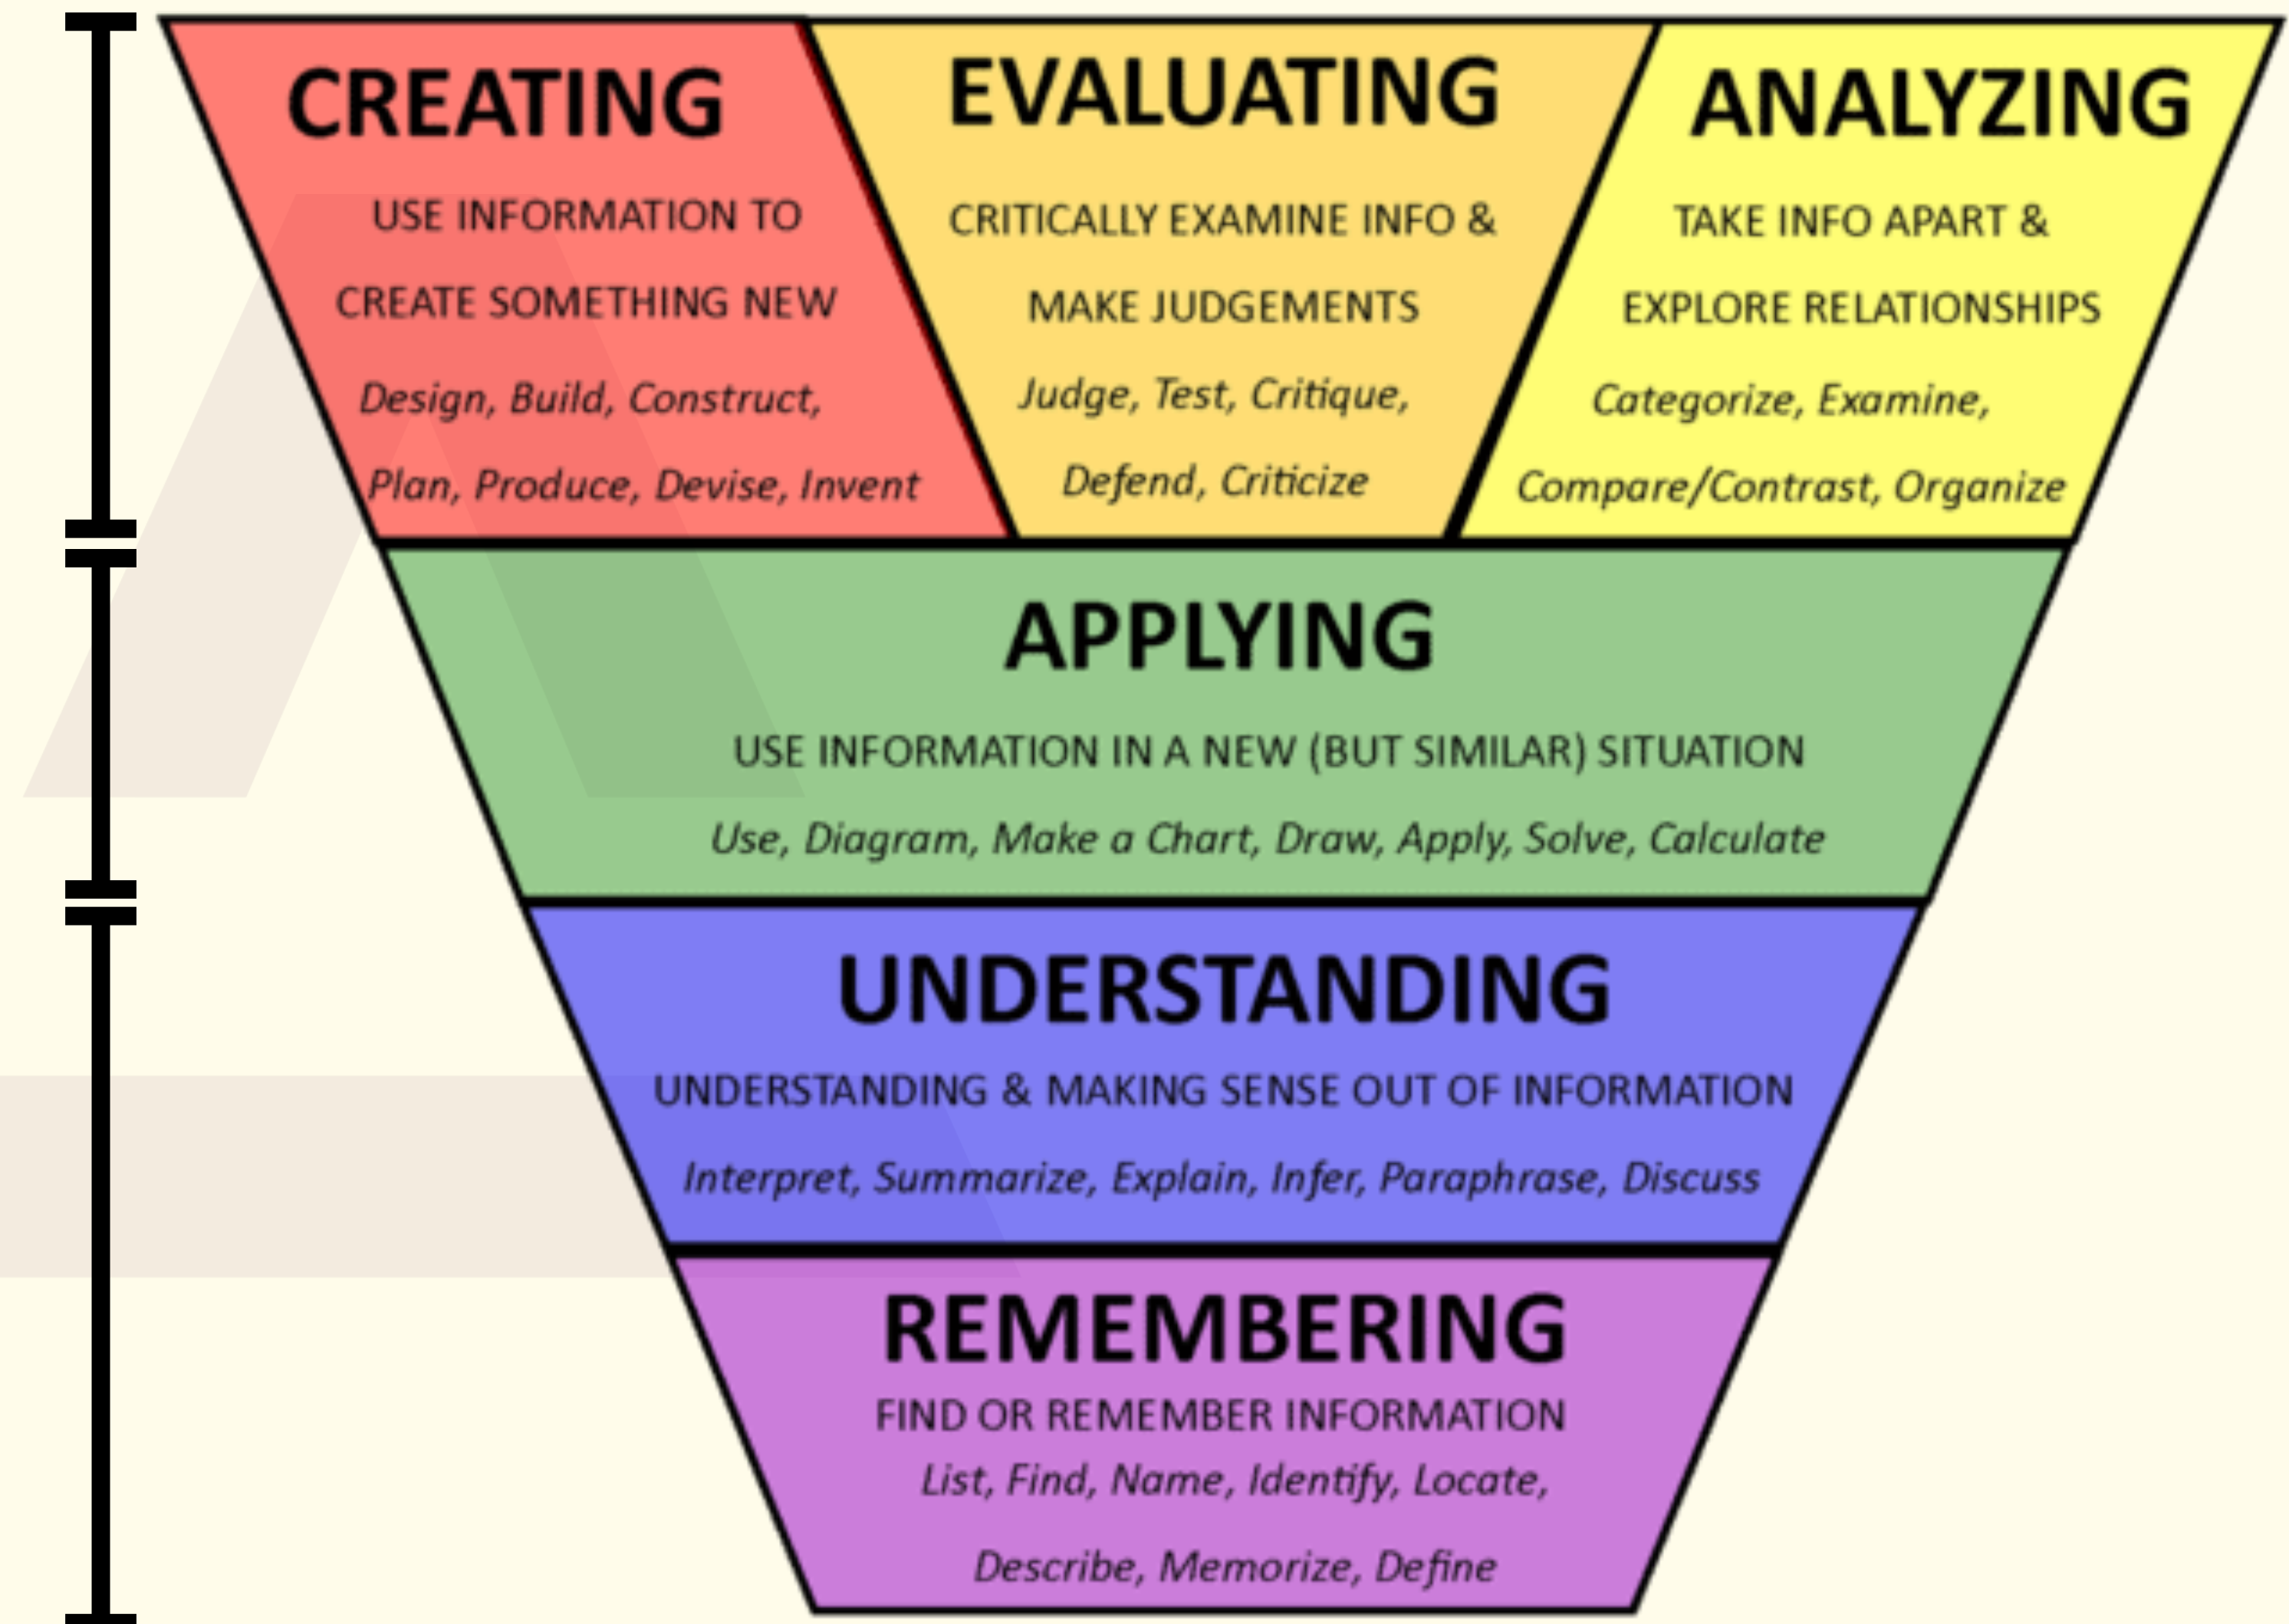 CREATING
USE INFORMATION TO
CREATE SOMETHING NEW
Design, Build, Construct,
Plan, Produce, Devise, Invent
EVALUATING
CRITICALLY EXAMINE INFO &
MAKE JUDGEMENTS
Judge, Test, Critique,
Defend, Criticize
ANALYZING
TAKE INFO APART &
EXPLORE RELATIONSHIPS
Categorize, Examine,
Compare/Contrast, Organize
APPLYING
USE INFORMATION IN A NEW (BUT SIMILAR) SITUATION
Use, Diagram, Make a Chart, Draw, Apply, Solve, Calculate
UNDERSTANDING
UNDERSTANDING & MAKING SENSE OUT OF INFORMATION
Interpret, Summarize, Explain, Infer, Paraphrase, Discuss
REMEMBERING
FIND OR REMEMBER INFORMATION
List, Find, Name, Identify, Locate,
Describe, Memorize, Define